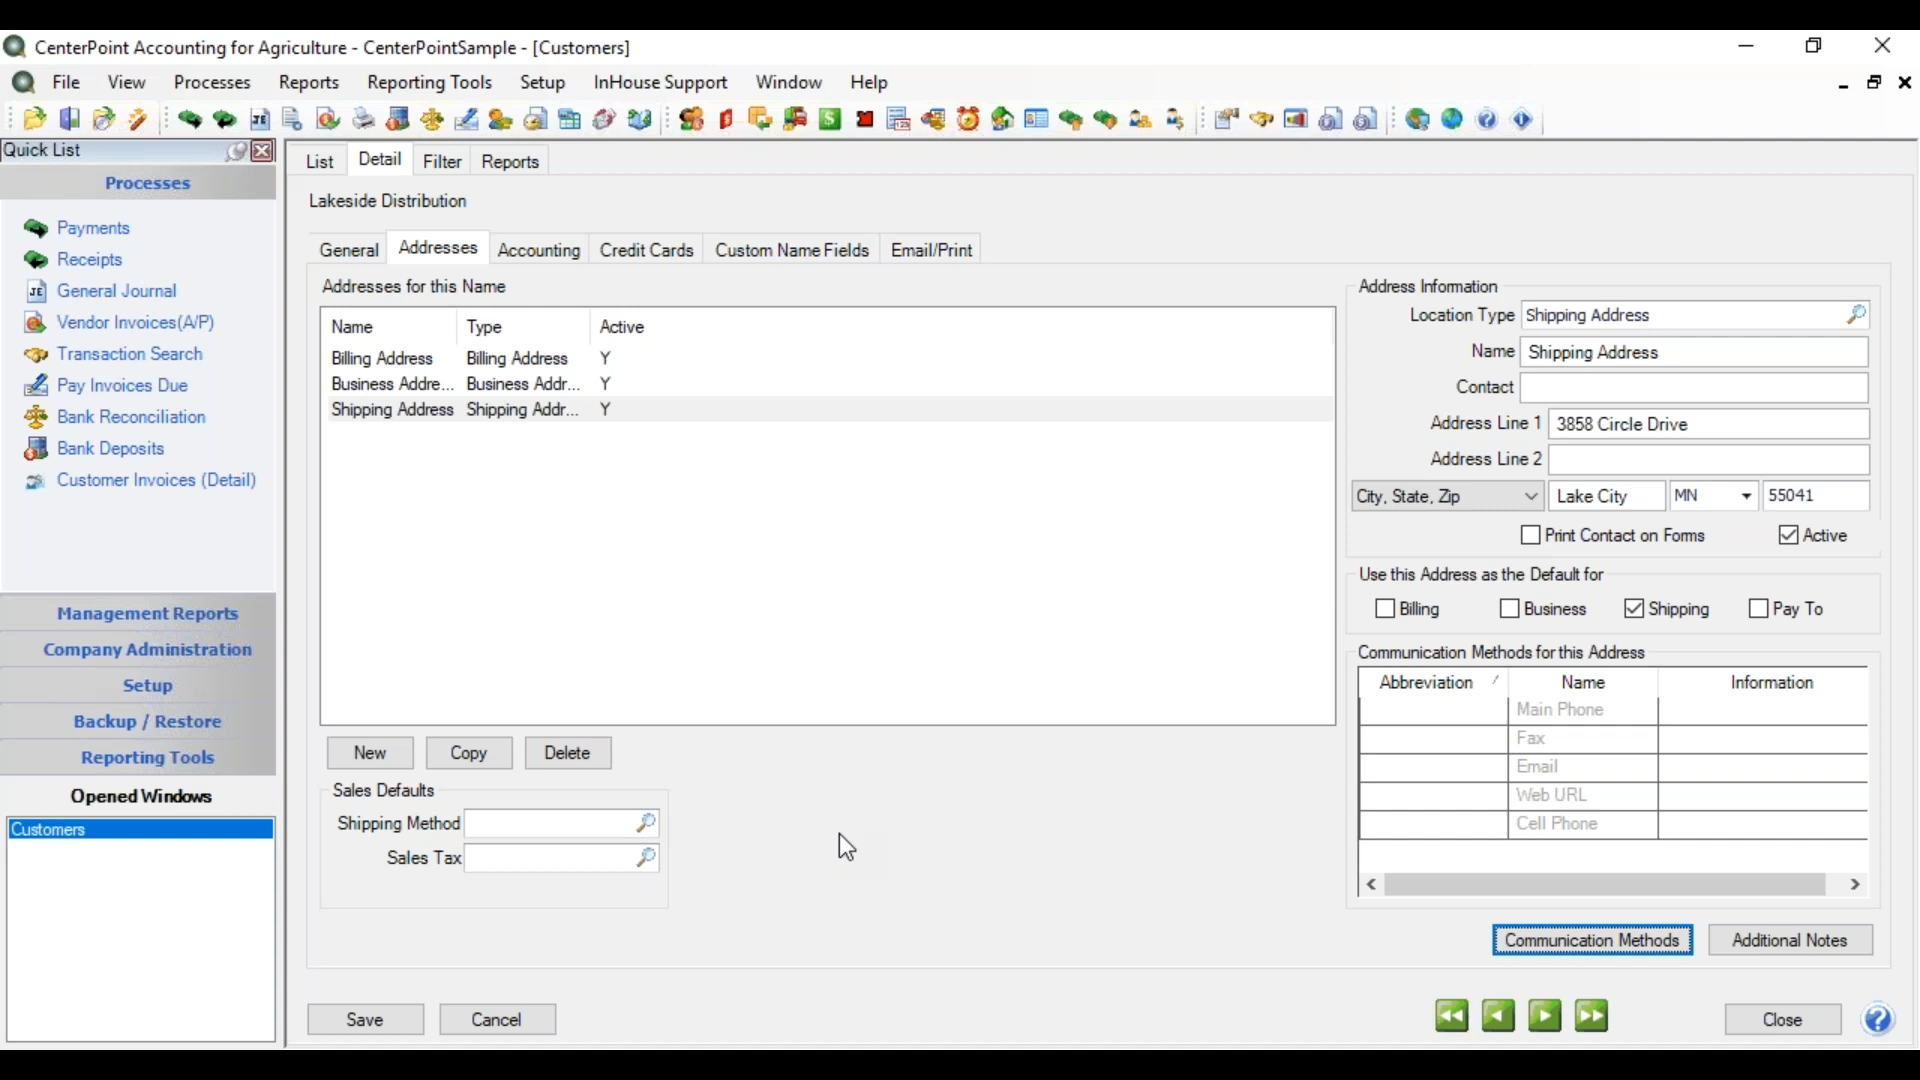 CenterPoint Accounting for Agriculture - CenterPointSample - [Customers]
File View Processes Reports Reporting Tools Setup InHouse Support Window Help
Quick List
Processes
Payments
Receipts
General Journal
Vendor Invoices(A/P)
Transaction Search
Pay Invoices Due
Bank Reconciliation
Bank Deposits
Customer Invoices (Detail)
Management Reports
Company Administration
Setup
Backup / Restore
Reporting Tools
Opened Windows
Customers
List Detail Filter Reports
Lakeside Distribution
General Addresses Accounting Credit Cards Custom Name Fields Email/Print
Addresses for this Name
Name Type Active
Billing Address Billing Address Y
Business Addre... Business Addr... Y
Shipping Address Shipping Addr... Y
New Copy Delete
Sales Defaults
Shipping Method
Sales Tax
Address Information
Location Type Shipping Address
Name Shipping Address
Contact
Address Line 1 3858 Circle Drive
Address Line 2
City, State, Zip Lake City MN 55041
Print Contact on Forms Active
Use this Address as the Default for
Billing Business Shipping Pay To
Communication Methods for this Address
Abbreviation Name Information
Main Phone
Fax
Email
Web URL
Cell Phone
Communication Methods Additional Notes
Save Cancel Close